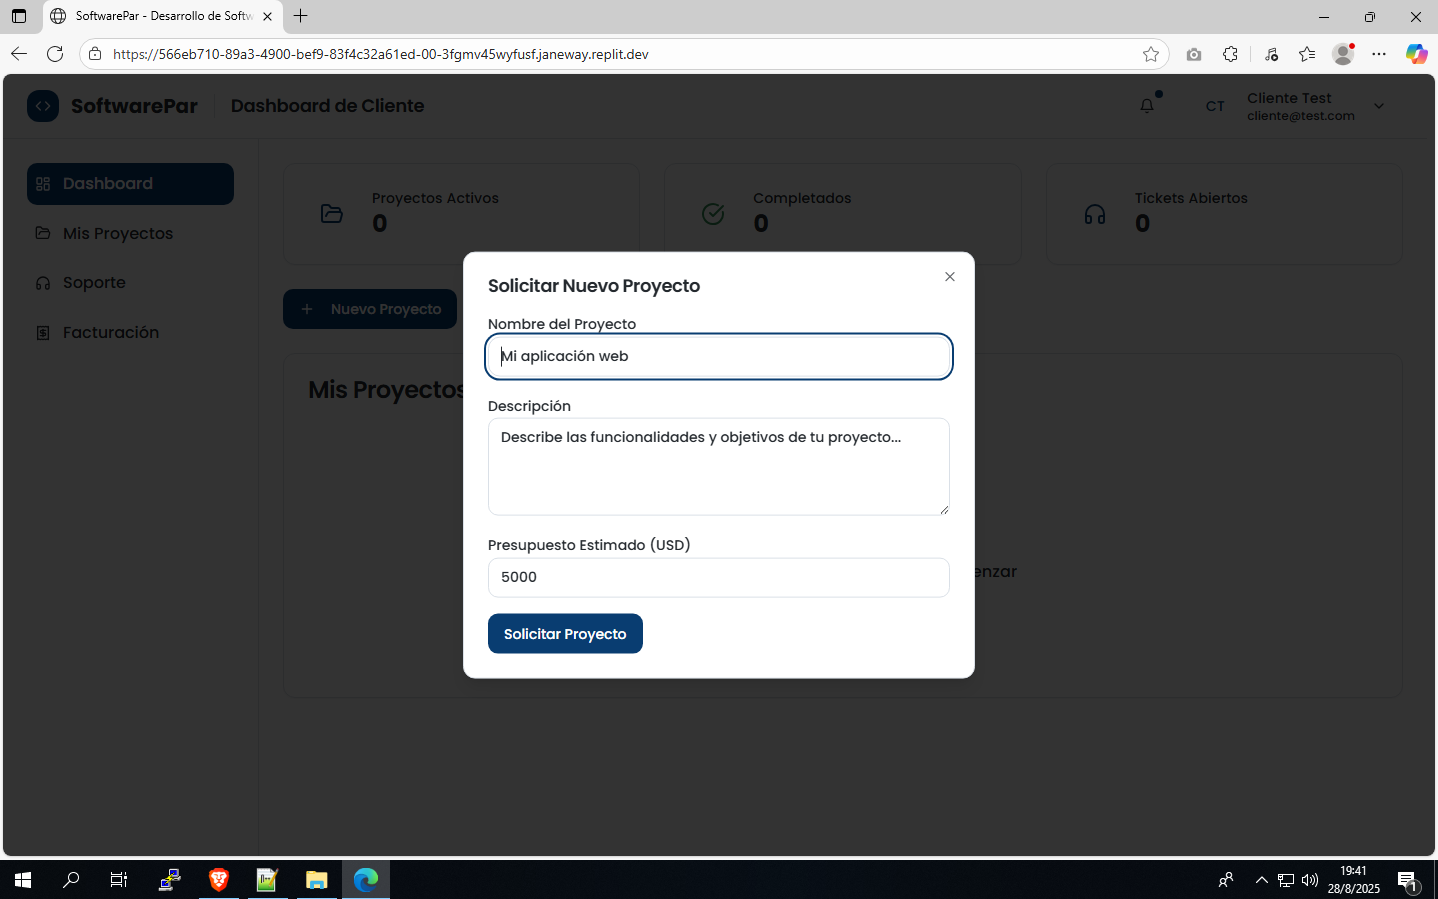 SoftwarePar - Desarrollo de Softw
https://566eb710-89a3-4900-bef9-83f4c32a61ed-00-3fgmv45wyfusf.janeway.replit.dev
SoftwarePar
Dashboard de Cliente
CT
Cliente Test
cliente@test.com
Dashboard
Mis Proyectos
Soporte
Facturación
Proyectos Activos
0
Completados
0
Tickets Abiertos
0
Nuevo Proyecto
Mis Proyectos
enzar
Solicitar Nuevo Proyecto
Nombre del Proyecto
Mi aplicación web
Descripción
Describe las funcionalidades y objetivos de tu proyecto...
Presupuesto Estimado (USD)
5000
Solicitar Proyecto
19:41
28/8/2025
1